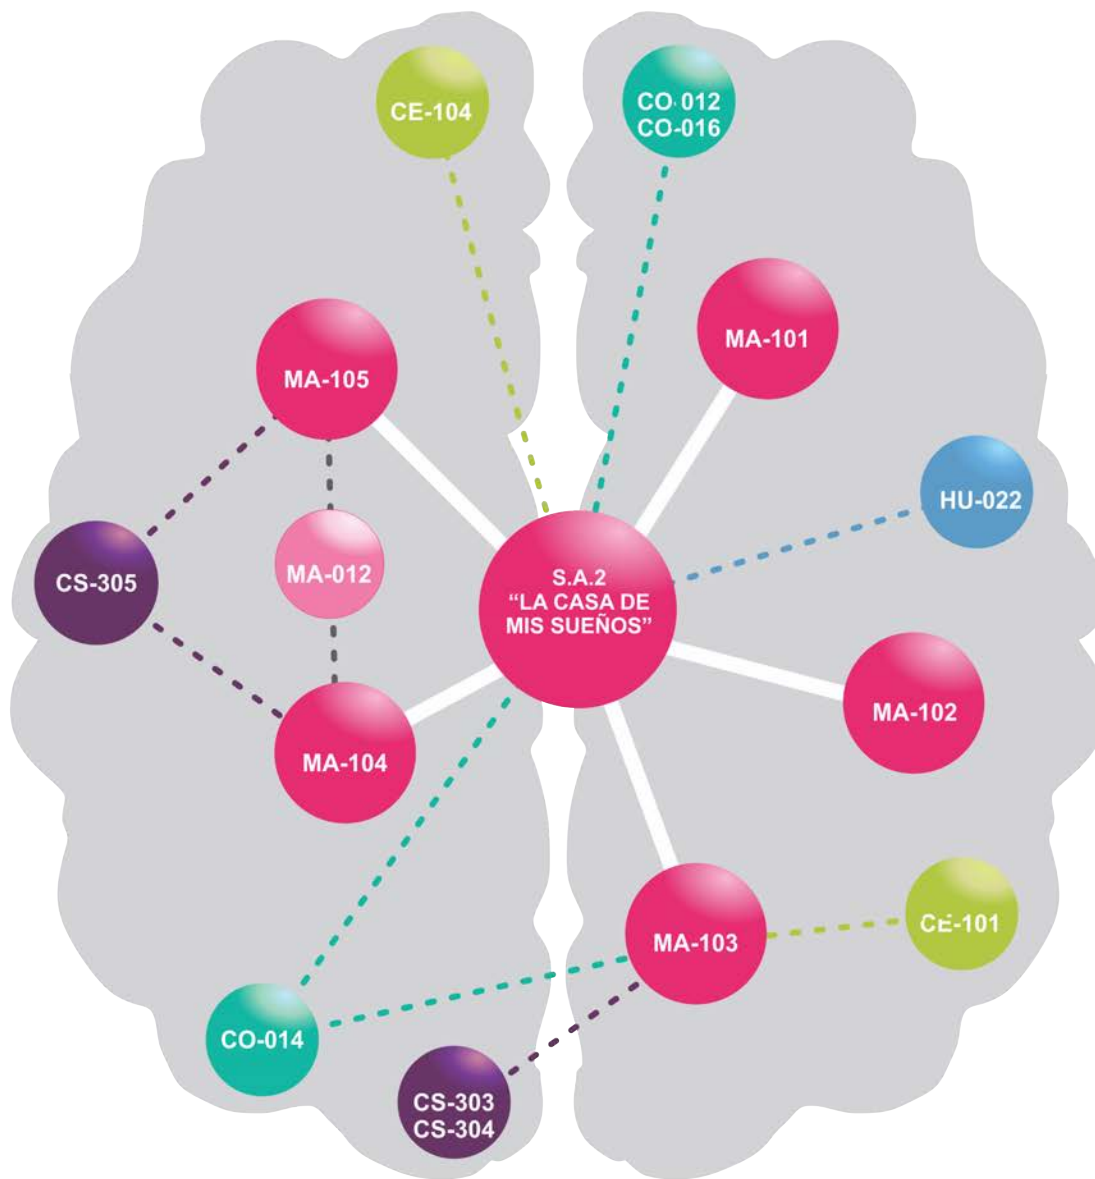 CE-104
CO-012
CO-016
MA-101
MA-105
HU-022
MA-012
CS-305
S.A.2
“LA CASA DE
MIS SUEÑOS”
MA-102
MA-104
CE-101
MA-103
CO-014
CS-303
CS-304